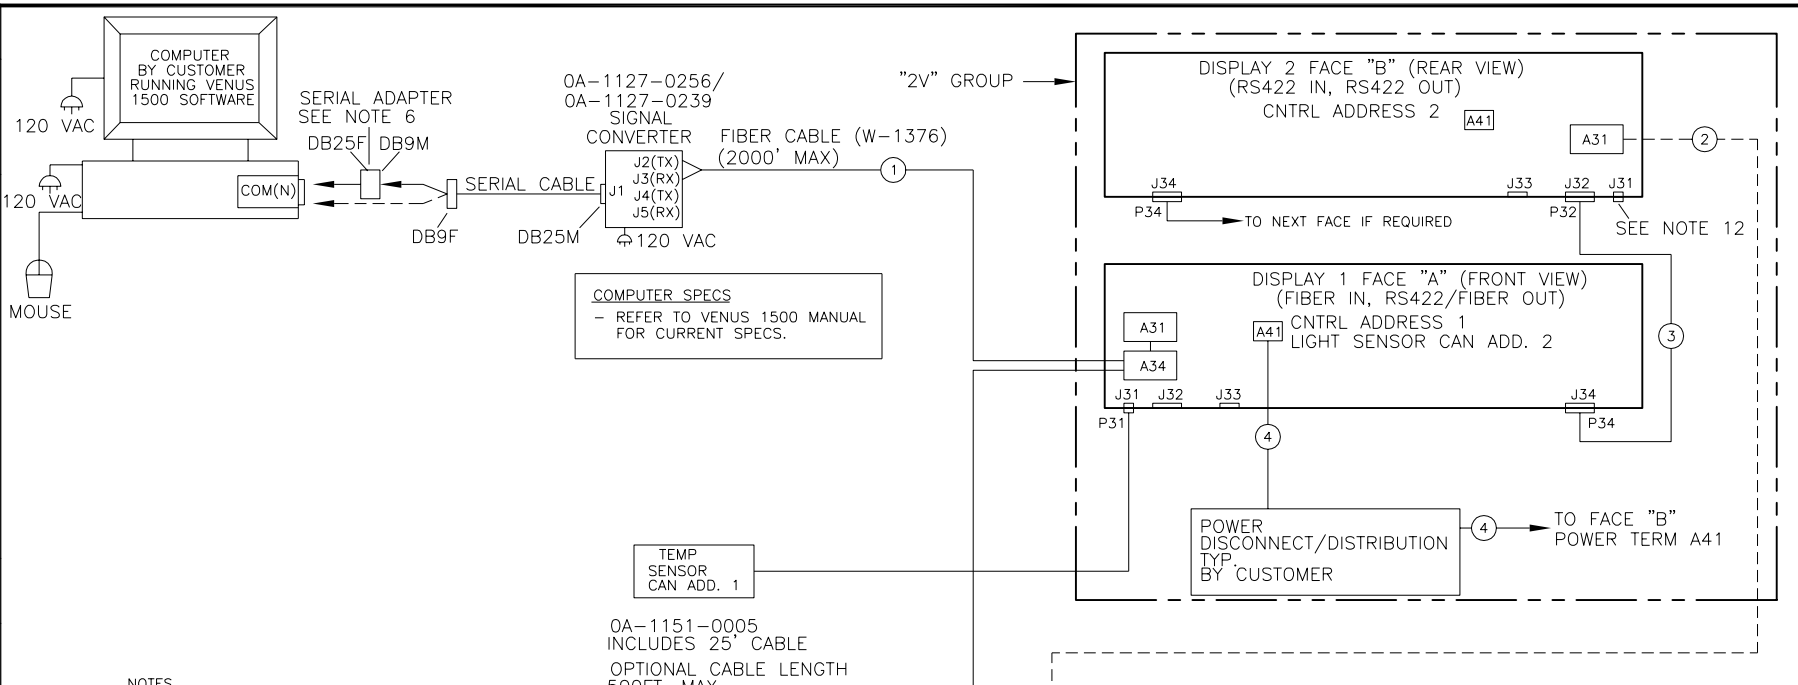 COMPUTER
BY CUSTOMER
RUNNING VENUS
1500 SOFTWARE
120 VAC
SERIAL ADAPTER
SEE NOTE 6
DB25F DB9M
COM(N)
120 VAC
MOUSE
SERIAL CABLE
DB9F
DB25M
0A-1127-0256/
0A-1127-0239
SIGNAL
CONVERTER
J1
J2(TX)
J3(RX)
J4(TX)
J5(RX)
120 VAC
FIBER CABLE (W-1376)
(2000' MAX)
1
COMPUTER SPECS
- REFER TO VENUS 1500 MANUAL
FOR CURRENT SPECS.
"2V" GROUP
DISPLAY 2 FACE "B" (REAR VIEW)
(RS422 IN, RS422 OUT)
CNTRL ADDRESS 2
A41
A31
2
J34
J33
J32
J31
P34
TO NEXT FACE IF REQUIRED
P32
SEE NOTE 12
DISPLAY 1 FACE "A" (FRONT VIEW)
(FIBER IN, RS422/FIBER OUT)
CNTRL ADDRESS 1
LIGHT SENSOR CAN ADD. 2
A31
A41
A34
3
J31
J32
J33
J34
P31
P34
4
POWER
DISCONNECT/DISTRIBUTION
TYP.
BY CUSTOMER
4
TO FACE "B"
POWER TERM A41
TEMP
SENSOR
CAN ADD. 1
0A-1151-0005
INCLUDES 25' CABLE
OPTIONAL CABLE LENGTH
500FT. MAX
NOTES